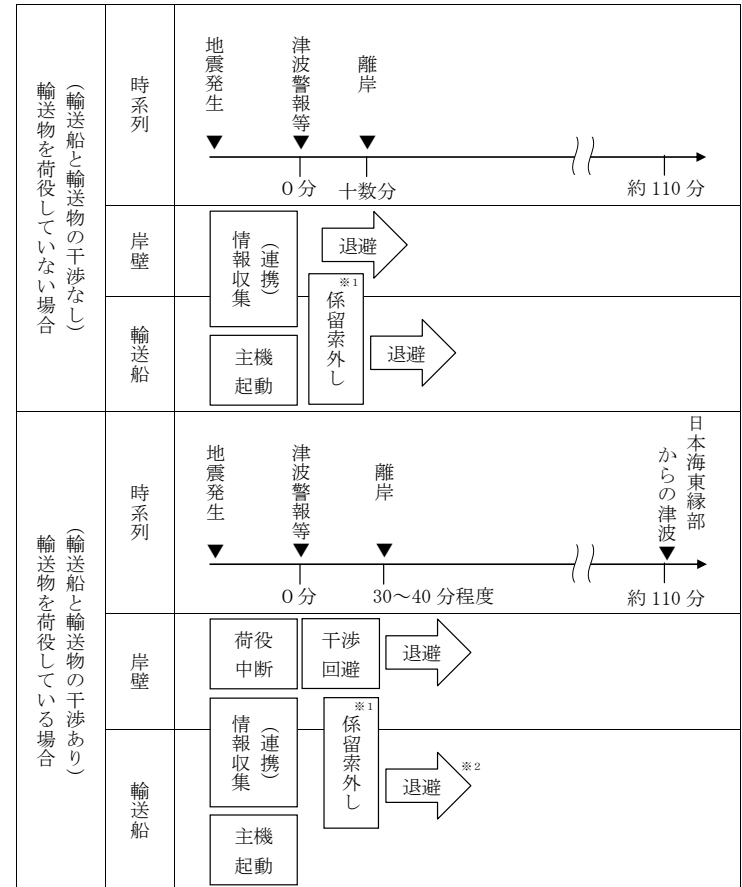 輸送物を荷役していない場合
（輸送船と輸送物の干渉なし）
時系列
地震発生
津波警報等
離岸
0分
十数分
約110分
岸壁
情報収集
（連携）
退避
輸送船
主機
起動
※1
係留索外し
退避
輸送物を荷役している場合
（輸送船と輸送物の干渉あり）
時系列
地震発生
津波警報等
離岸
日本海東縁部
からの津波
0分
30～40分程度
約110分
岸壁
荷役
中断
干渉
回避
退避
情報収集
（連携）
※1
係留索外し
輸送船
主機
起動
退避
※2